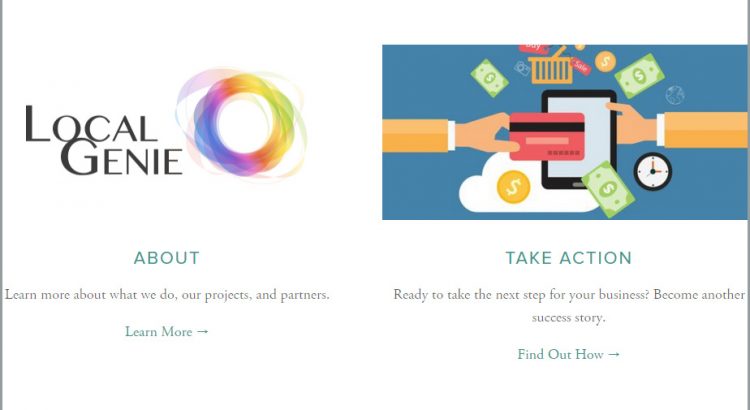 LOCAL
GENIE
Buy
Sale
ABOUT
Learn more about what we do, our projects, and partners.
Learn More →
TAKE ACTION
Ready to take the next step for your business? Become another
success story.
Find Out How →